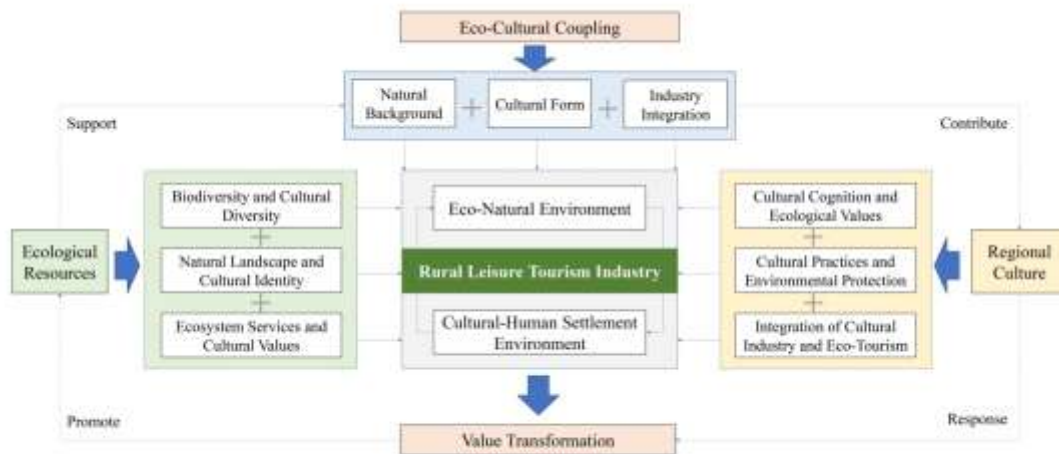 Eco-Cultural Coupling
Natural
Background
+
Cultural Form
+
Industry
Integration
Support
Contribute
Biodiversity and Cultural
Diversity
+
Natural Landscape and
Cultural Identity
+
Ecosystem Services and
Cultural Values
Ecological
Resources
Eco-Natural Environment
Rural Leisure Tourism Industry
Cultural-Human Settlement
Environment
Cultural Cognition and
Ecological Values
+
Cultural Practices and
Environmental Protection
+
Integration of Cultural
Industry and Eco-Tourism
Regional
Culture
Promote
Response
Value Transformation